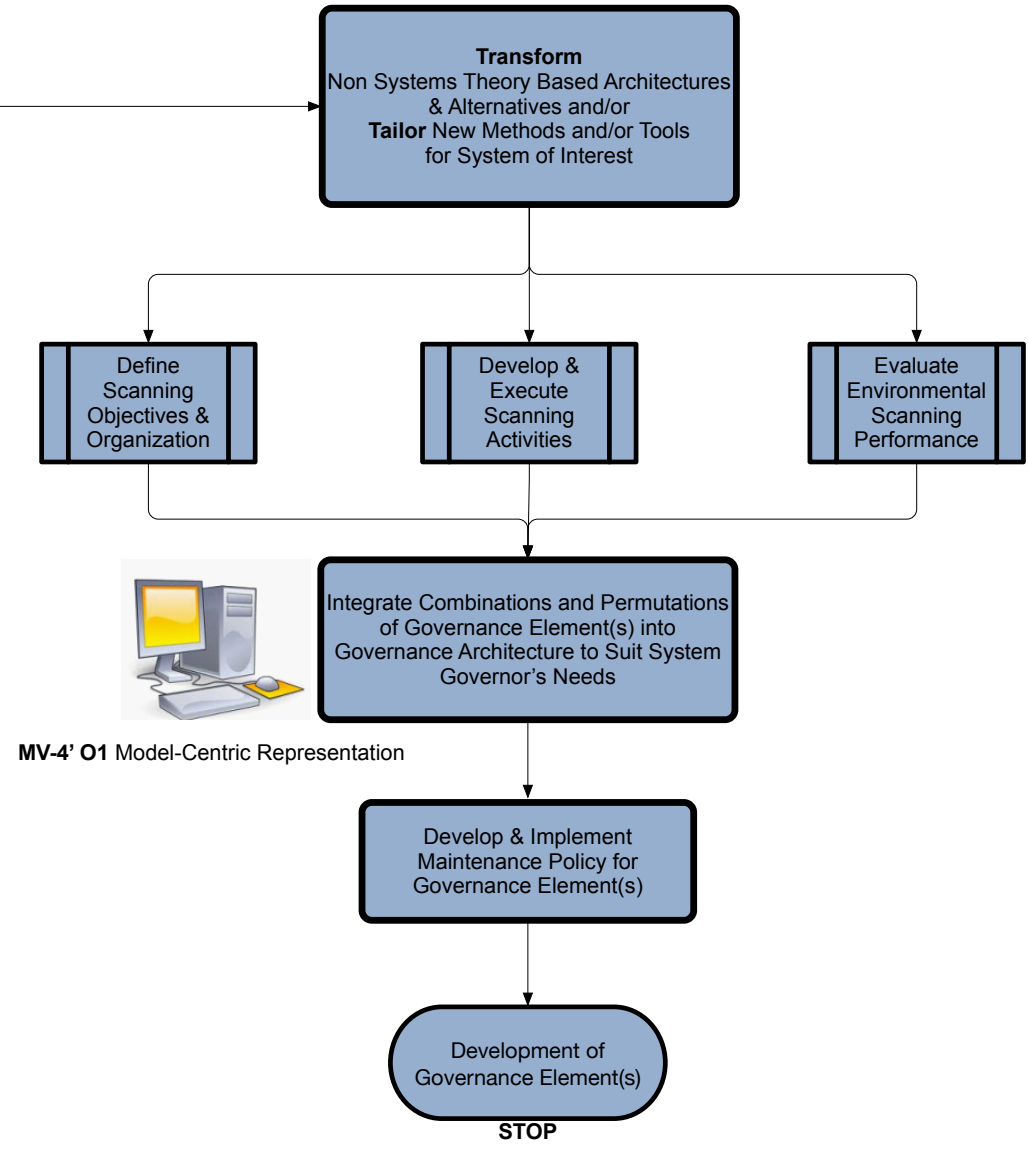 Transform
Non Systems Theory Based Architectures
& Alternatives and/or
Tailor New Methods and/or Tools
for System of Interest
Define
Scanning
Objectives &
Organization
Develop &
Execute
Scanning
Activities
Evaluate
Environmental
Scanning
Performance
Integrate Combinations and Permutations
of Governance Element(s) into
Governance Architecture to Suit System
Governor’s Needs
MV-4’ O1 Model-Centric Representation
Develop & Implement
Maintenance Policy for
Governance Element(s)
Development of
Governance Element(s)
STOP